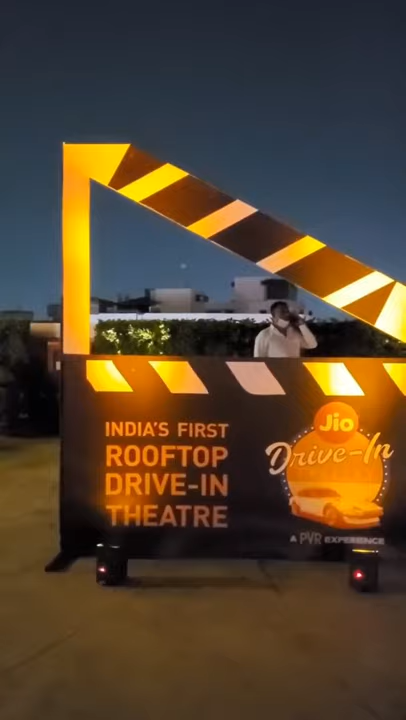 INDIA'S FIRST
ROOFTOP
DRIVE-IN
THEATRE
Jio
Drive-In
A PVR EXPERIENCE